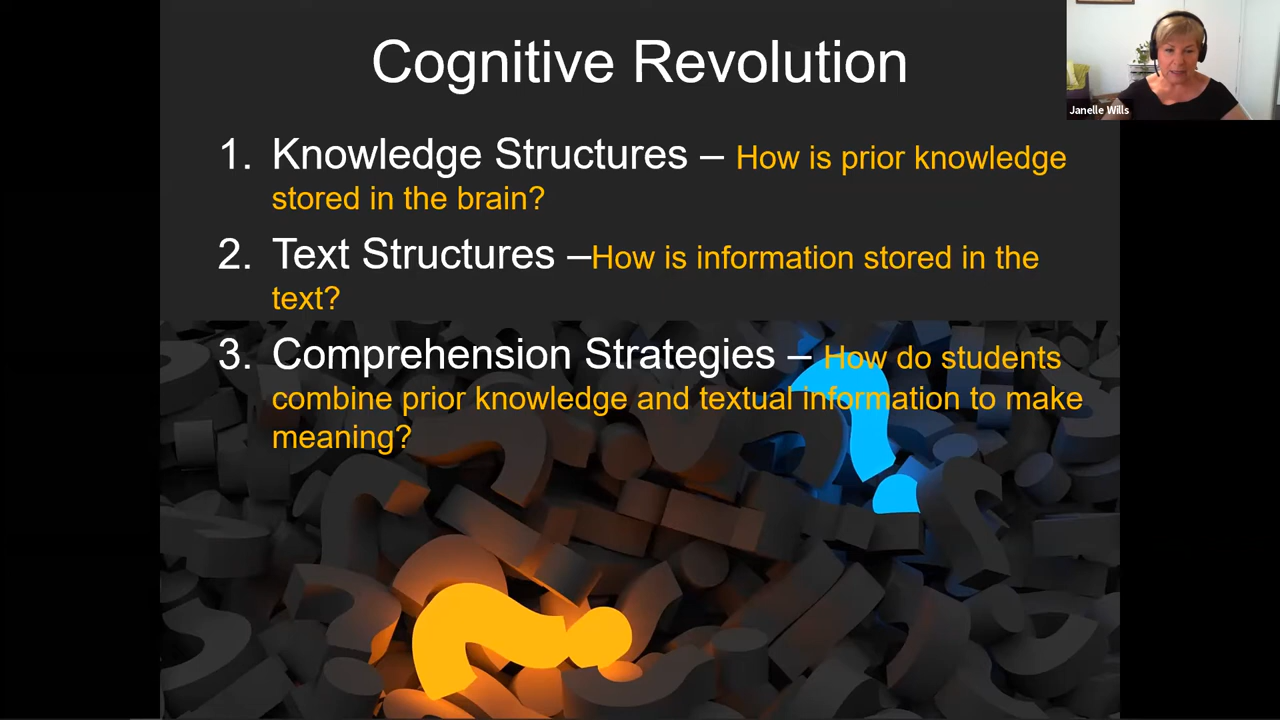 Cognitive Revolution
Janelle Wills
1. Knowledge Structures – How is prior knowledge
stored in the brain?
2. Text Structures –How is information stored in the
text?
3. Comprehension Strategies – How do students
combine prior knowledge and textual information to make
meaning?